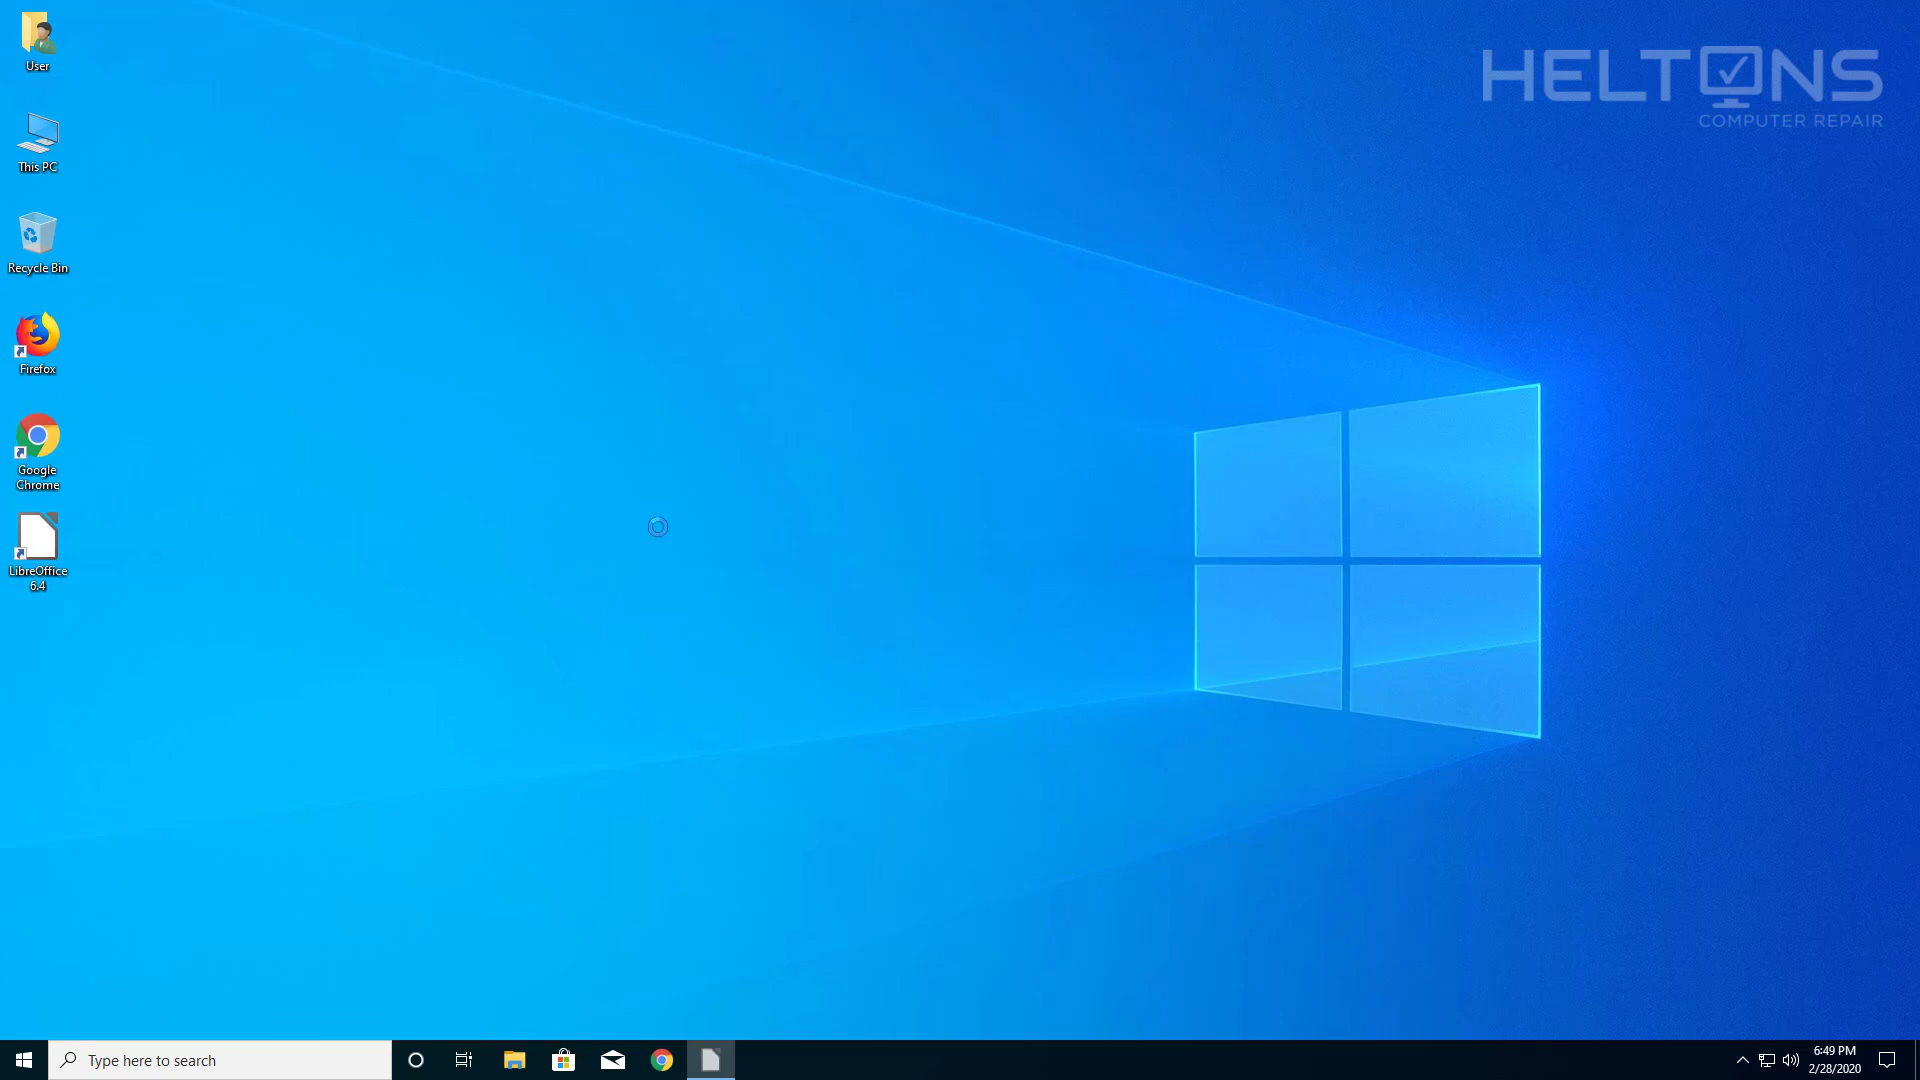 User
This PC
Recycle Bin
Firefox
Google
Chrome
LibreOffice
6.4
HELTONS
COMPUTER REPAIR
Type here to search
6:49 PM
2/28/2020